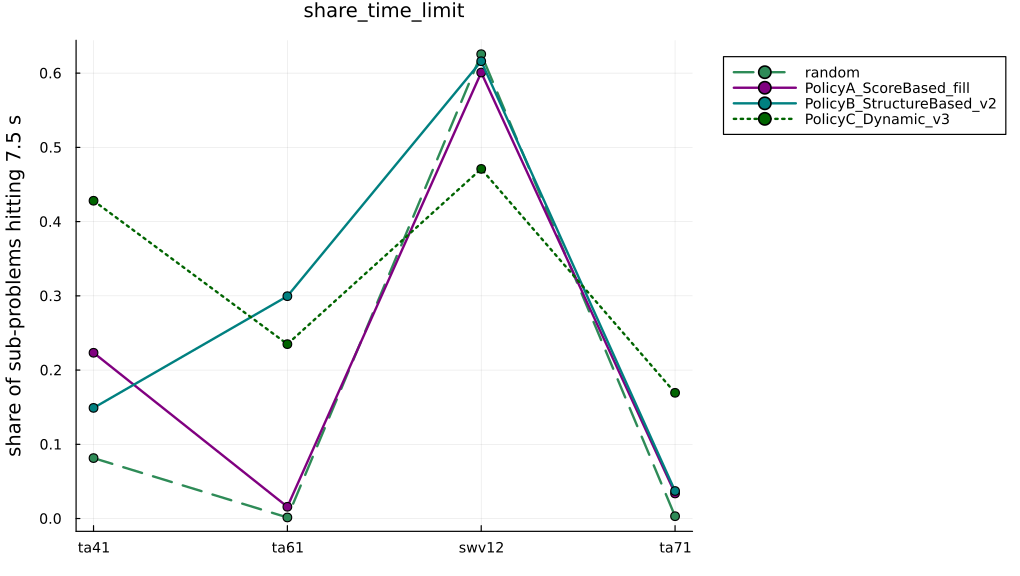 share_time_limit
share of sub-problems hitting 7.5 s
0.6
0.5
0.4
0.3
0.2
0.1
0.0
ta41
ta61
swv12
ta71
random
PolicyA_ScoreBased_fill
PolicyB_StructureBased_v2
PolicyC_Dynamic_v3